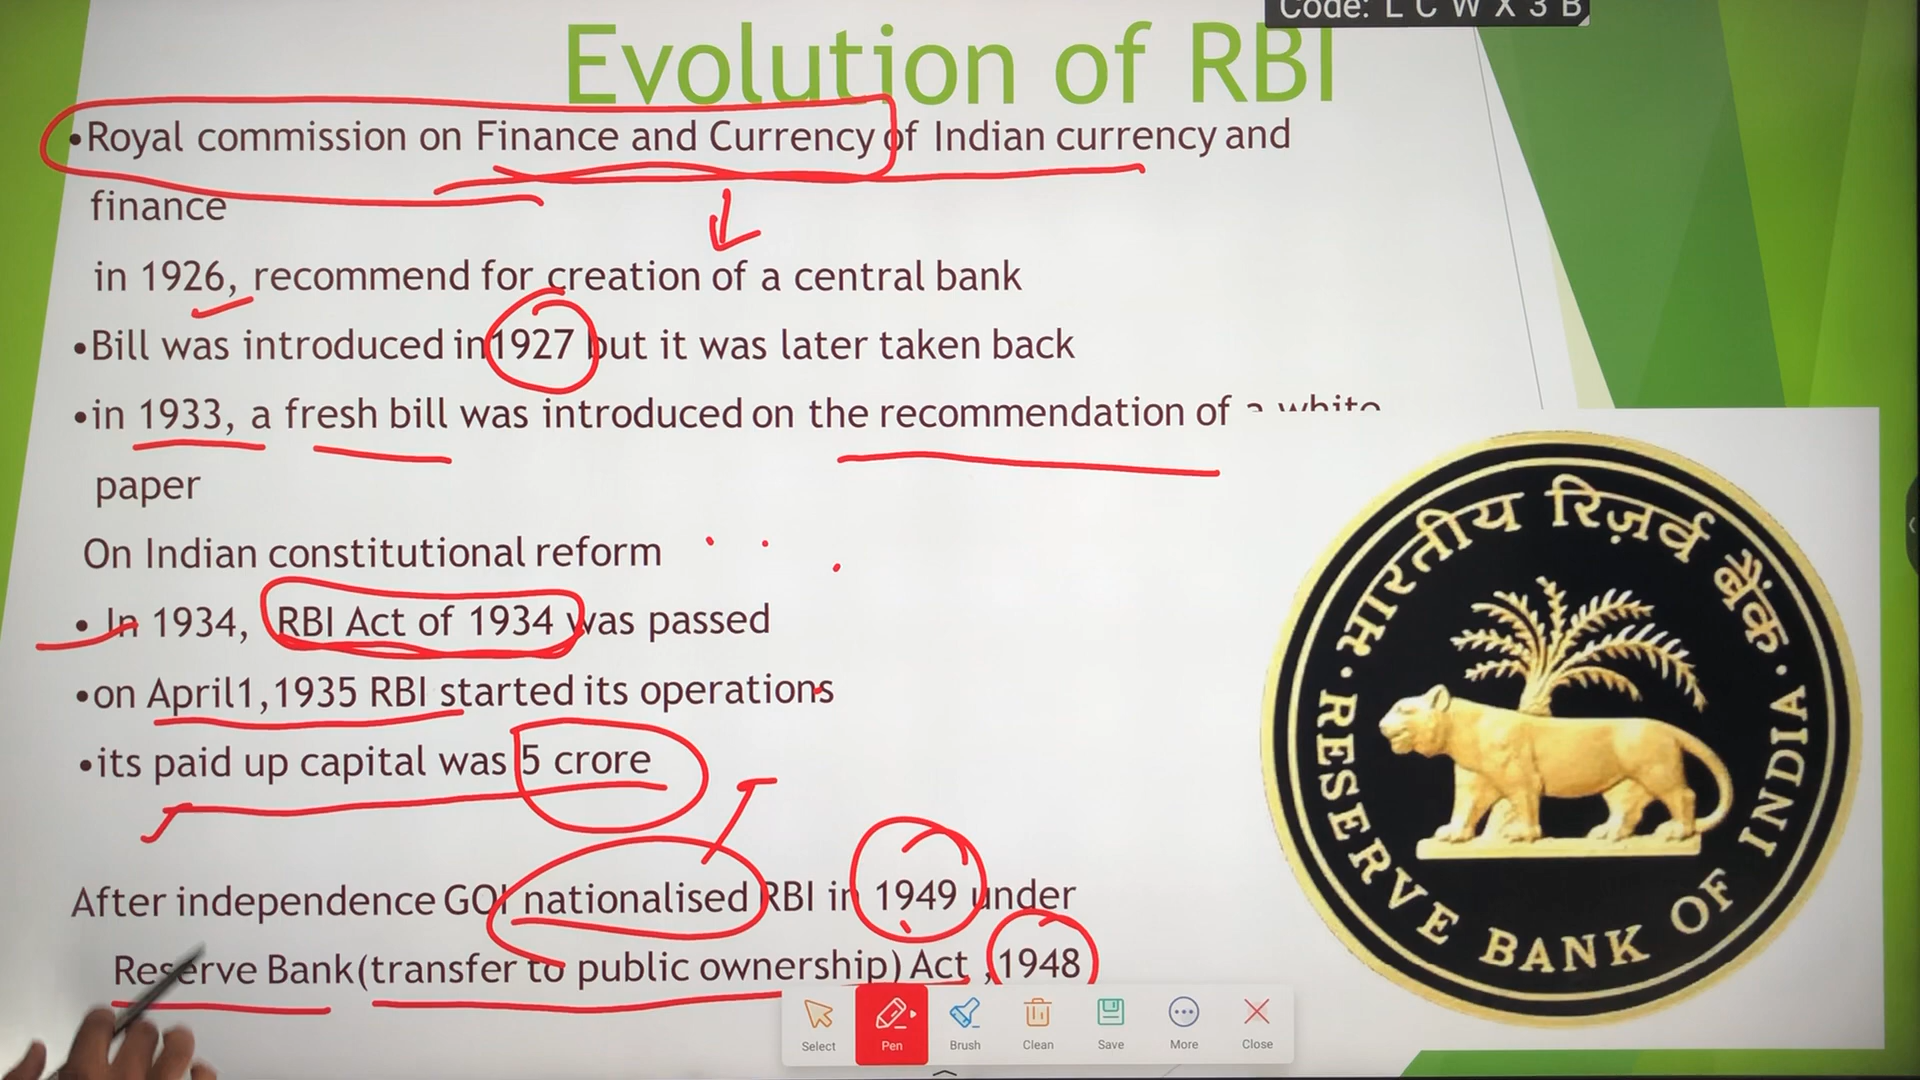 Code: L C W X 3 B
Evolution of RBI
•Royal commission on Finance and Currency of Indian currency and
finance
in 1926, recommend for creation of a central bank
•Bill was introduced in 1927 but it was later taken back
•in 1933, a fresh bill was introduced on the recommendation of a white
paper
On Indian constitutional reform
• In 1934, RBI Act of 1934 was passed
•on April1,1935 RBI started its operations
•its paid up capital was 5 crore
After independence GOI nationalised RBI in 1949 under
Reserve Bank(transfer to public ownership) Act ,1948
भारतीय रिज़र्व बैंक
RESERVE BANK OF INDIA
Select Pen Brush Clean Save More Close